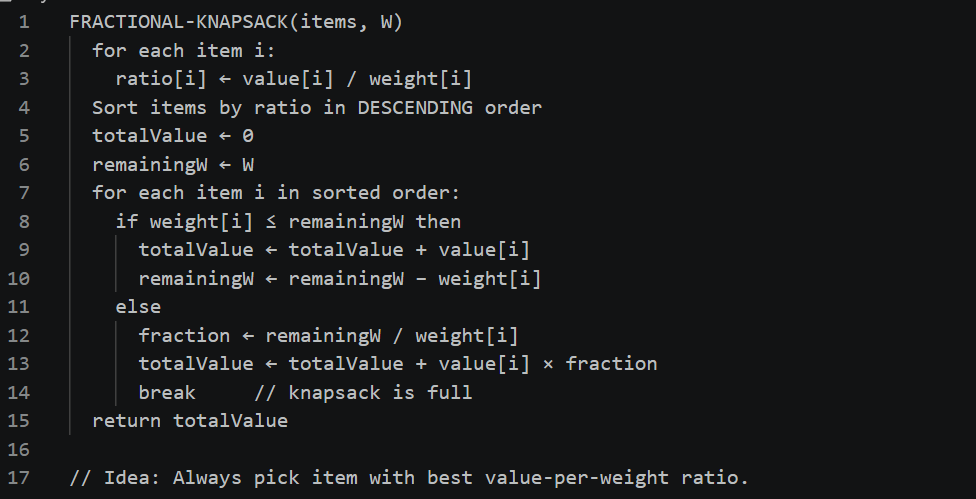 1 FRACTIONAL-KNAPSACK(items, W)
2 for each item i:
3 ratio[i] ← value[i] / weight[i]
4 Sort items by ratio in DESCENDING order
5 totalValue ← 0
6 remainingW ← W
7 for each item i in sorted order:
8 if weight[i] ≤ remainingW then
9 totalValue ← totalValue + value[i]
10 remainingW ← remainingW − weight[i]
11 else
12 fraction ← remainingW / weight[i]
13 totalValue ← totalValue + value[i] × fraction
14 break // knapsack is full
15 return totalValue
16
17 // Idea: Always pick item with best value-per-weight ratio.